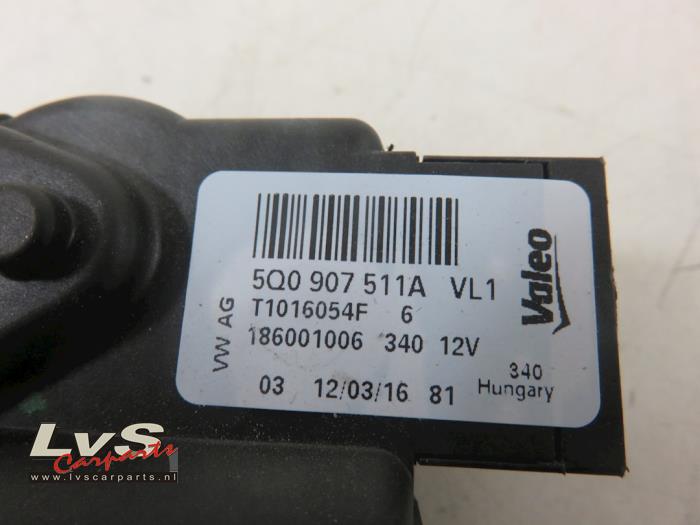 5Q0 907 511A VL1
T1016054F 6
186001006 340 12V
03 12/03/16 81
VW AG
Valeo
340
Hungary
LvS
Carparts
www.lvscarparts.nl